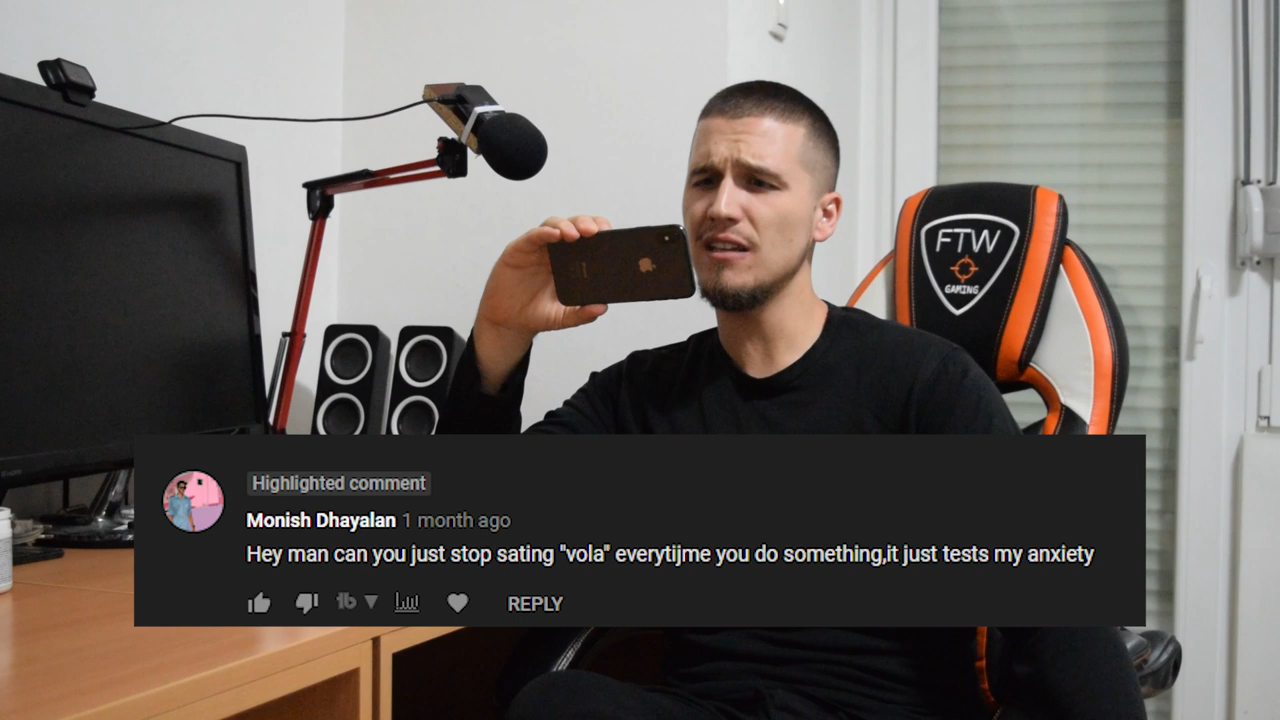 FTW
GAMING
Highlighted comment
Monish Dhayalan 1 month ago
Hey man can you just stop sating "vola" everytijme you do something,it just tests my anxiety
REPLY